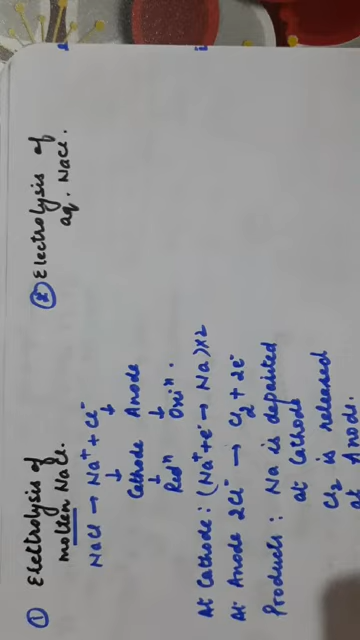 ① Electrolysis of
molten NaCl.
NaCl → Na⁺ + Cl⁻
↓ ↓
Cathode Anode
↓ ↓
Redⁿ Oxiⁿ.
At Cathode : (Na⁺ + e⁻ → Na) x 2
At Anode 2Cl⁻ → Cl₂ + 2e⁻
Products : Na is deposited
at Cathode
Cl₂ is released
at Anode.
② Electrolysis of
aq. NaCl.